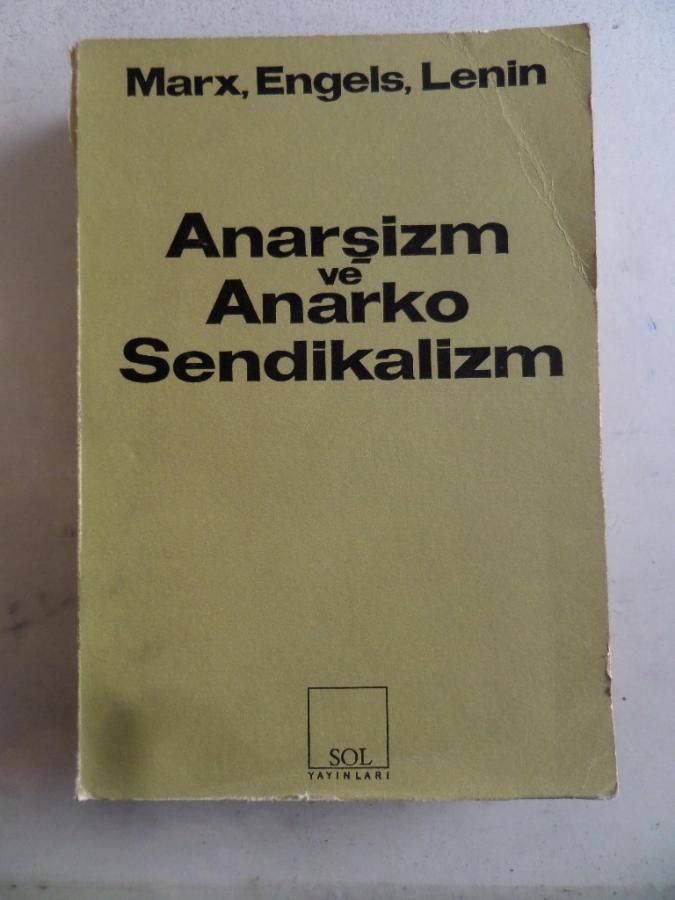 Marx, Engels, Lenin
Anarşizm
ve
Anarko
Sendikalizm
SOL
YAYINLARI